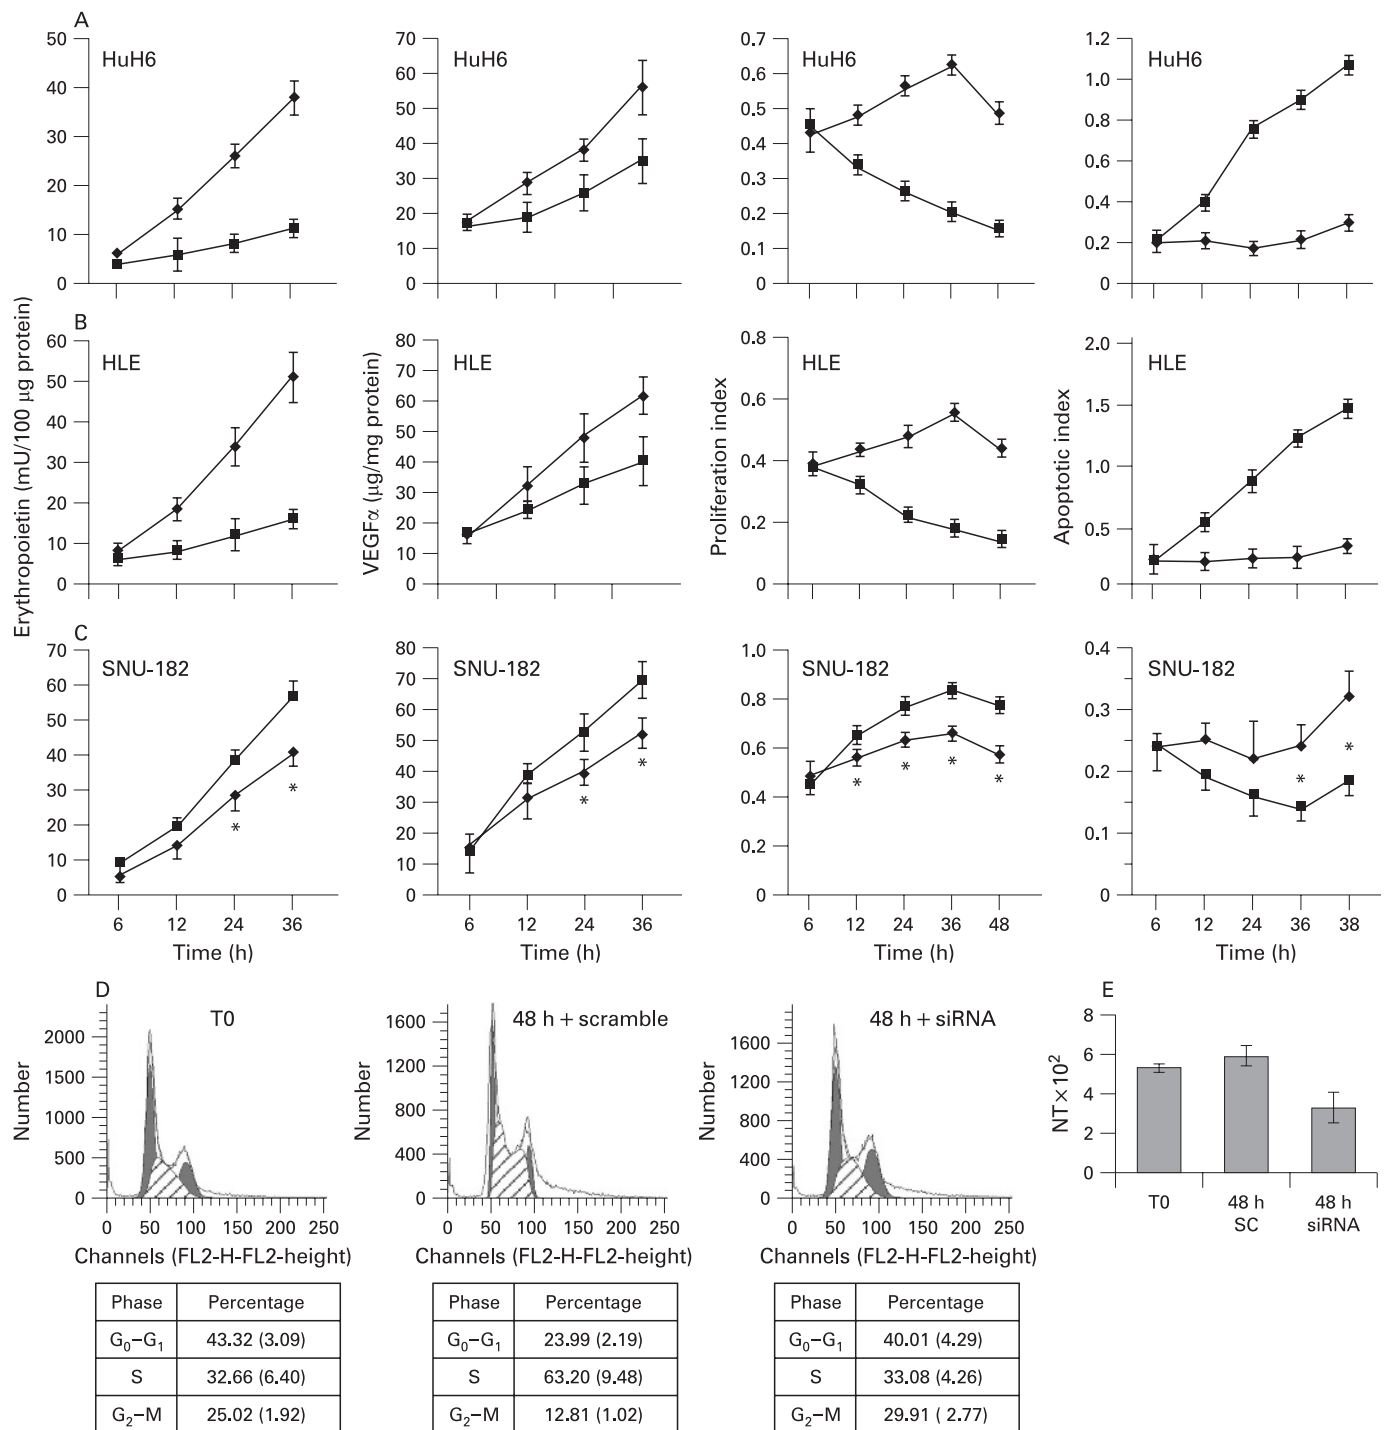 A
HuH6
50
40
30
20
10
0
HuH6
70
60
50
40
30
20
10
0
HuH6
0.7
0.6
0.5
0.4
0.3
0.2
0.1
0
HuH6
1.2
1.0
0.8
0.6
0.4
0.2
0
Erythropoietin (mU/100 µg protein)
VEGFα (µg/mg protein)
Proliferation index
Apoptotic index
B
HLE
60
50
40
30
20
10
0
HLE
80
70
60
50
40
30
20
10
0
HLE
0.8
0.6
0.4
0.2
0
HLE
2.0
1.5
1.0
0.5
0
C
SNU-182
70
60
50
40
30
20
10
0
*
*
6 12 24 36
Time (h)
SNU-182
80
70
60
50
40
30
20
10
0
*
*
6 12 24 36
Time (h)
SNU-182
1.0
0.8
0.6
0.4
0.2
0
* * * *
6 12 24 36 48
Time (h)
SNU-182
0.4
0.3
0.2
0.1
0
*
*
6 12 24 36 38
Time (h)
D
T0
Number
2000
1500
1000
500
0
0 50 100 150 200 250
Channels (FL2-H-FL2-height)
48 h + scramble
Number
1600
1200
800
400
0
0 50 100 150 200 250
Channels (FL2-H-FL2-height)
48 h + siRNA
Number
1600
1200
800
400
0
0 50 100 150 200 250
Channels (FL2-H-FL2-height)
E
NT×10²
8
6
4
2
0
T0
48 h
SC
48 h
siRNA
Phase Percentage
G₀–G₁ 43.32 (3.09)
S 32.66 (6.40)
G₂–M 25.02 (1.92)
Phase Percentage
G₀–G₁ 23.99 (2.19)
S 63.20 (9.48)
G₂–M 12.81 (1.02)
Phase Percentage
G₀–G₁ 40.01 (4.29)
S 33.08 (4.26)
G₂–M 29.91 ( 2.77)